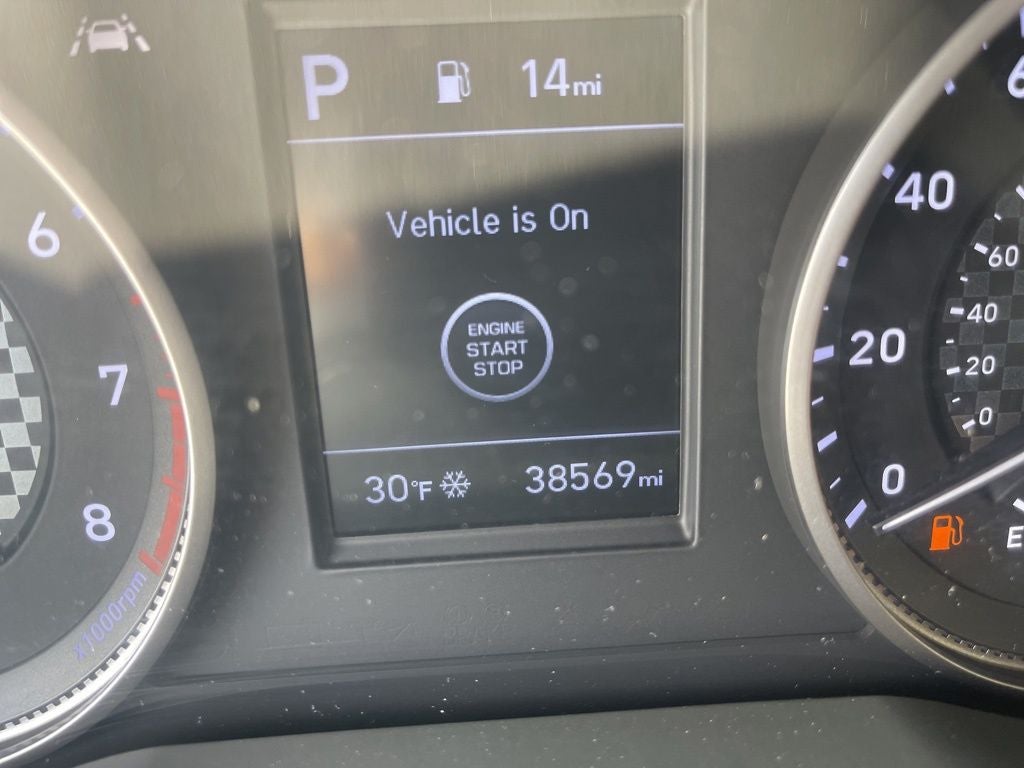 P 14mi
Vehicle is On
ENGINE
START
STOP
30°F 38569mi
6
7
8
x1000rpm
40
20
0
60
40
20
0
E